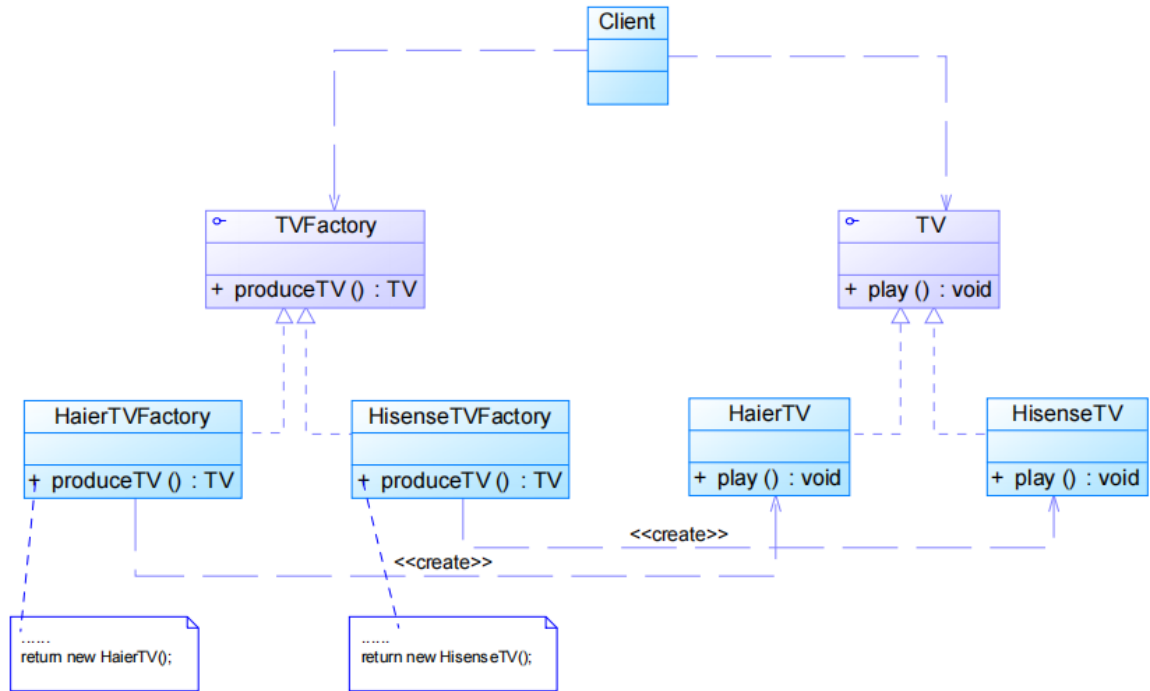 Client
TVFactory
+ produceTV () : TV
TV
+ play () : void
HaierTVFactory
+ produceTV () : TV
HisenseTVFactory
+ produceTV () : TV
HaierTV
+ play () : void
HisenseTV
+ play () : void
<<create>>
<<create>>
......
return new HaierTV();
......
return new HisenseTV();